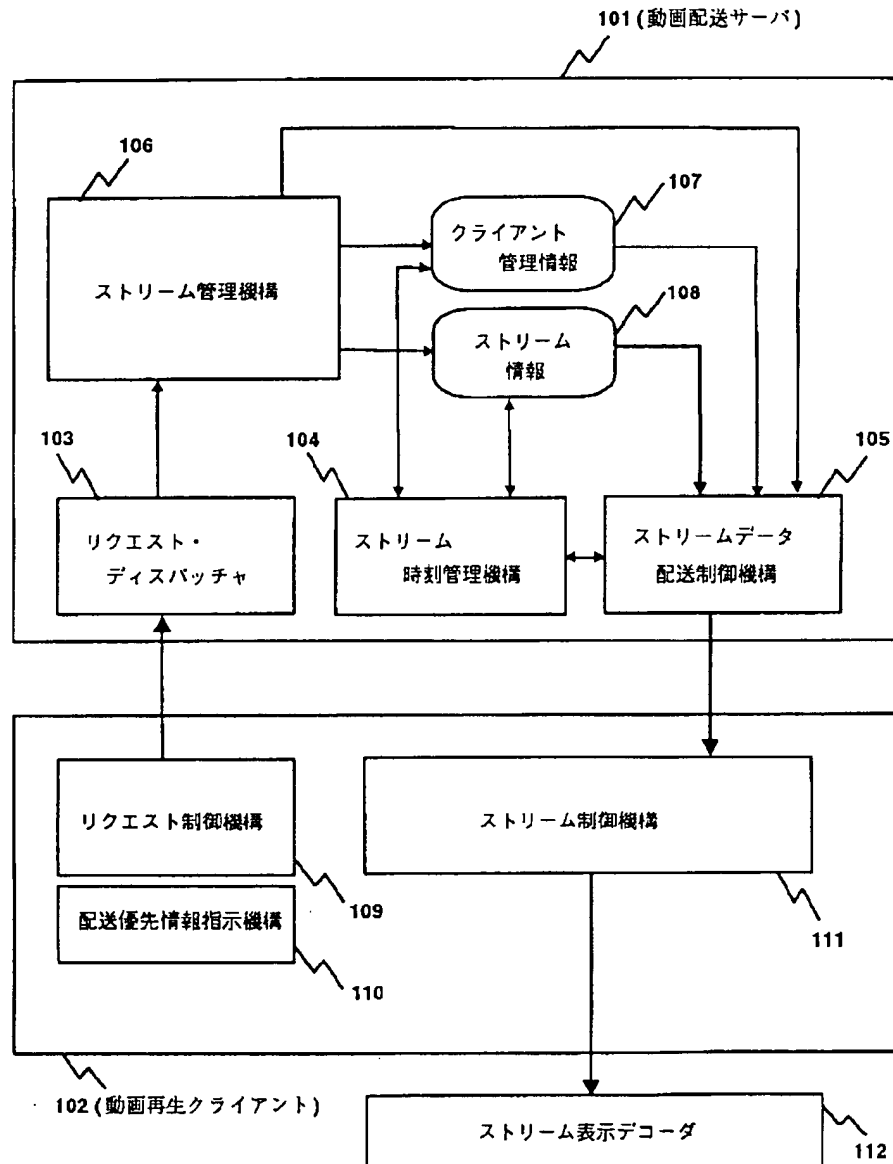 101(動画配送サーバ)
106
107
クライアント
管理情報
ストリーム管理機構
108
ストリーム
情報
103
104
105
リクエスト・
ディスパッチャ
ストリーム
時刻管理機構
ストリームデータ
配送制御機構
リクエスト制御機構
ストリーム制御機構
109
配送優先情報指示機構
111
110
102(動画再生クライアント)
ストリーム表示デコーダ
112